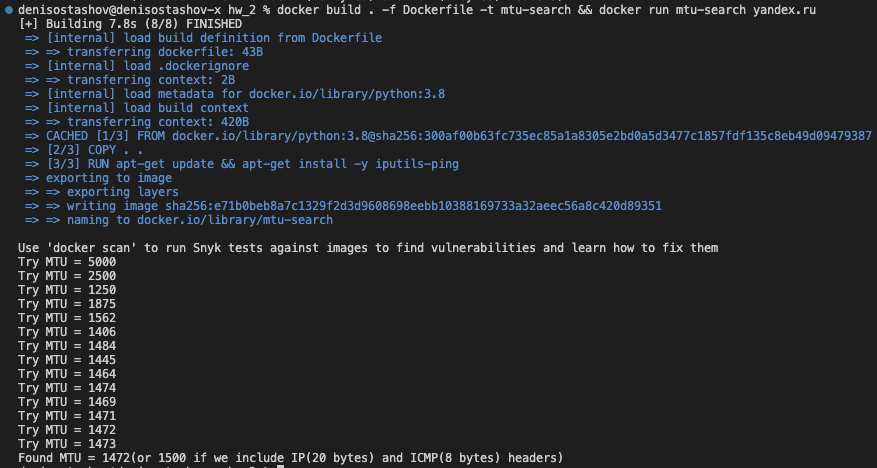 denisostashov@denisostashov-x hw_2 % docker build . -f Dockerfile -t mtu-search && docker run mtu-search yandex.ru
[+] Building 7.8s (8/8) FINISHED
=> [internal] load build definition from Dockerfile
=> => transferring dockerfile: 43B
=> [internal] load .dockerignore
=> => transferring context: 2B
=> [internal] load metadata for docker.io/library/python:3.8
=> [internal] load build context
=> => transferring context: 420B
=> CACHED [1/3] FROM docker.io/library/python:3.8@sha256:300af00b63fc735ec85a1a8305e2bd0a5d3477c1857fdf135c8eb49d09479387
=> [2/3] COPY . .
=> [3/3] RUN apt-get update && apt-get install -y iputils-ping
=> exporting to image
=> => exporting layers
=> => writing image sha256:e71b0beb8a7c1329f2d3d9608698eebb10388169733a32aeec56a8c420d89351
=> => naming to docker.io/library/mtu-search
Use 'docker scan' to run Snyk tests against images to find vulnerabilities and learn how to fix them
Try MTU = 5000
Try MTU = 2500
Try MTU = 1250
Try MTU = 1875
Try MTU = 1562
Try MTU = 1406
Try MTU = 1484
Try MTU = 1445
Try MTU = 1464
Try MTU = 1474
Try MTU = 1469
Try MTU = 1471
Try MTU = 1472
Try MTU = 1473
Found MTU = 1472(or 1500 if we include IP(20 bytes) and ICMP(8 bytes) headers)